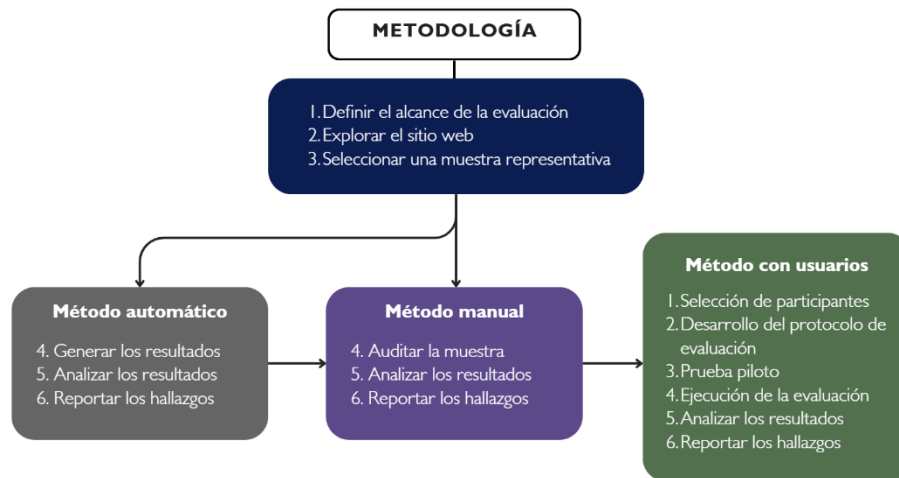 METODOLOGÍA
1. Definir el alcance de la evaluación
2. Explorar el sitio web
3. Seleccionar una muestra representativa
Método automático
4. Generar los resultados
5. Analizar los resultados
6. Reportar los hallazgos
Método manual
4. Auditar la muestra
5. Analizar los resultados
6. Reportar los hallazgos
Método con usuarios
1. Selección de participantes
2. Desarrollo del protocolo de
evaluación
3. Prueba piloto
4. Ejecución de la evaluación
5. Analizar los resultados
6. Reportar los hallazgos